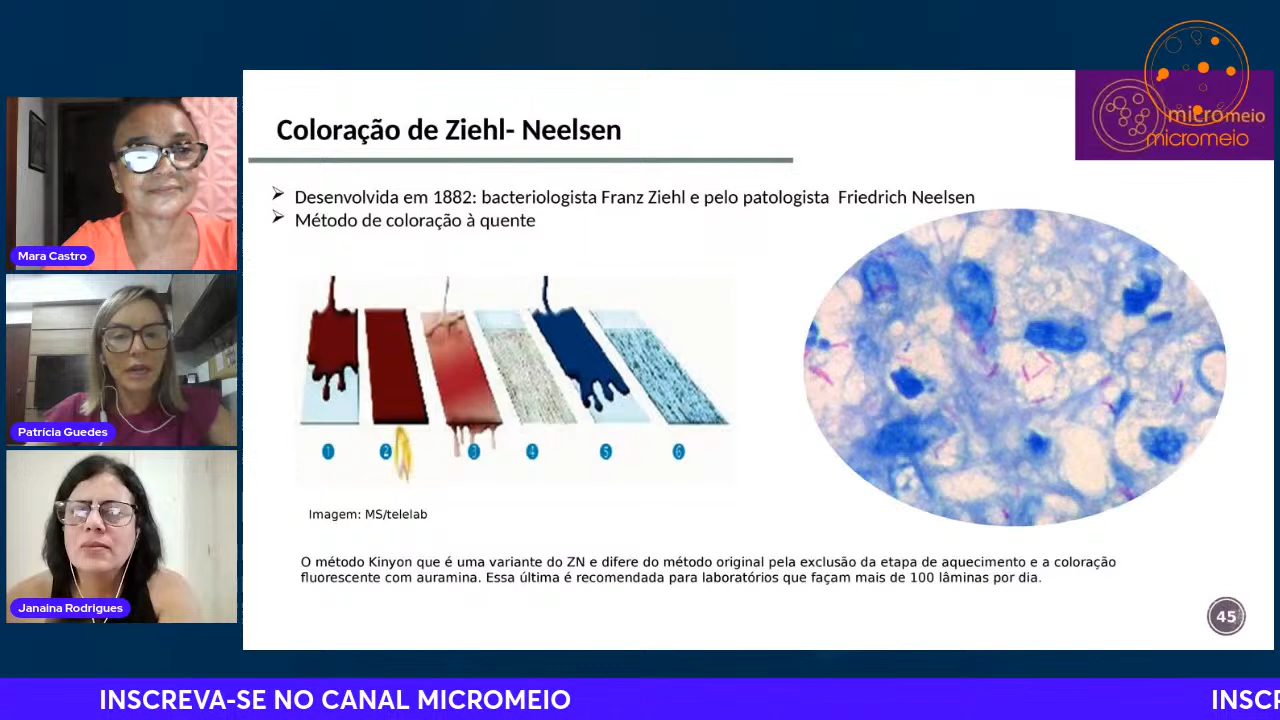 micromeio
micromeio
Coloração de Ziehl- Neelsen
Desenvolvida em 1882: bacteriologista Franz Ziehl e pelo patologista Friedrich Neelsen
Método de coloração à quente
Mara Castro
Patrícia Guedes
Janaina Rodrigues
1 2 3 4 5 6
Imagem: MS/telelab
O método Kinyon que é uma variante do ZN e difere do método original pela exclusão da etapa de aquecimento e a coloração
fluorescente com auramina. Essa última é recomendada para laboratórios que façam mais de 100 lâminas por dia.
45
INSCREVA-SE NO CANAL MICROMEIO
INSCR